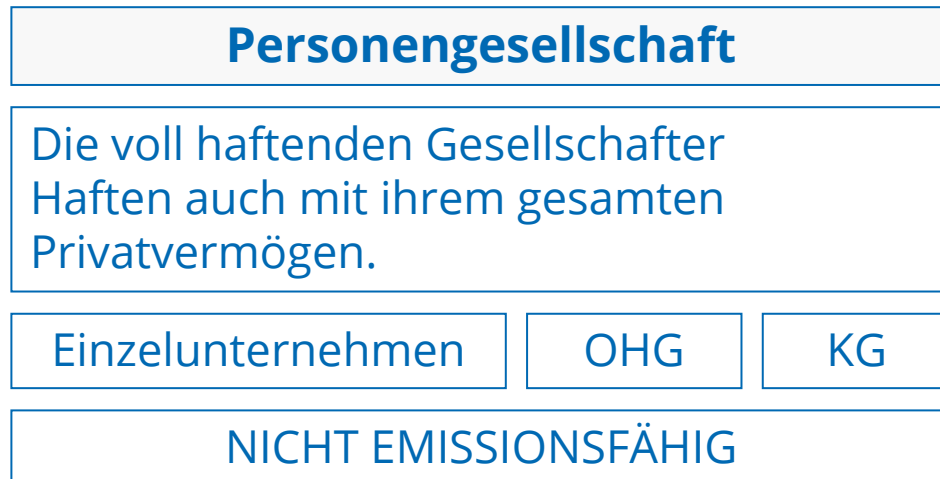 Personengesellschaft
Die voll haftenden Gesellschafter
Haften auch mit ihrem gesamten
Privatvermögen.
Einzelunternehmen OHG KG
NICHT EMISSIONSFÄHIG